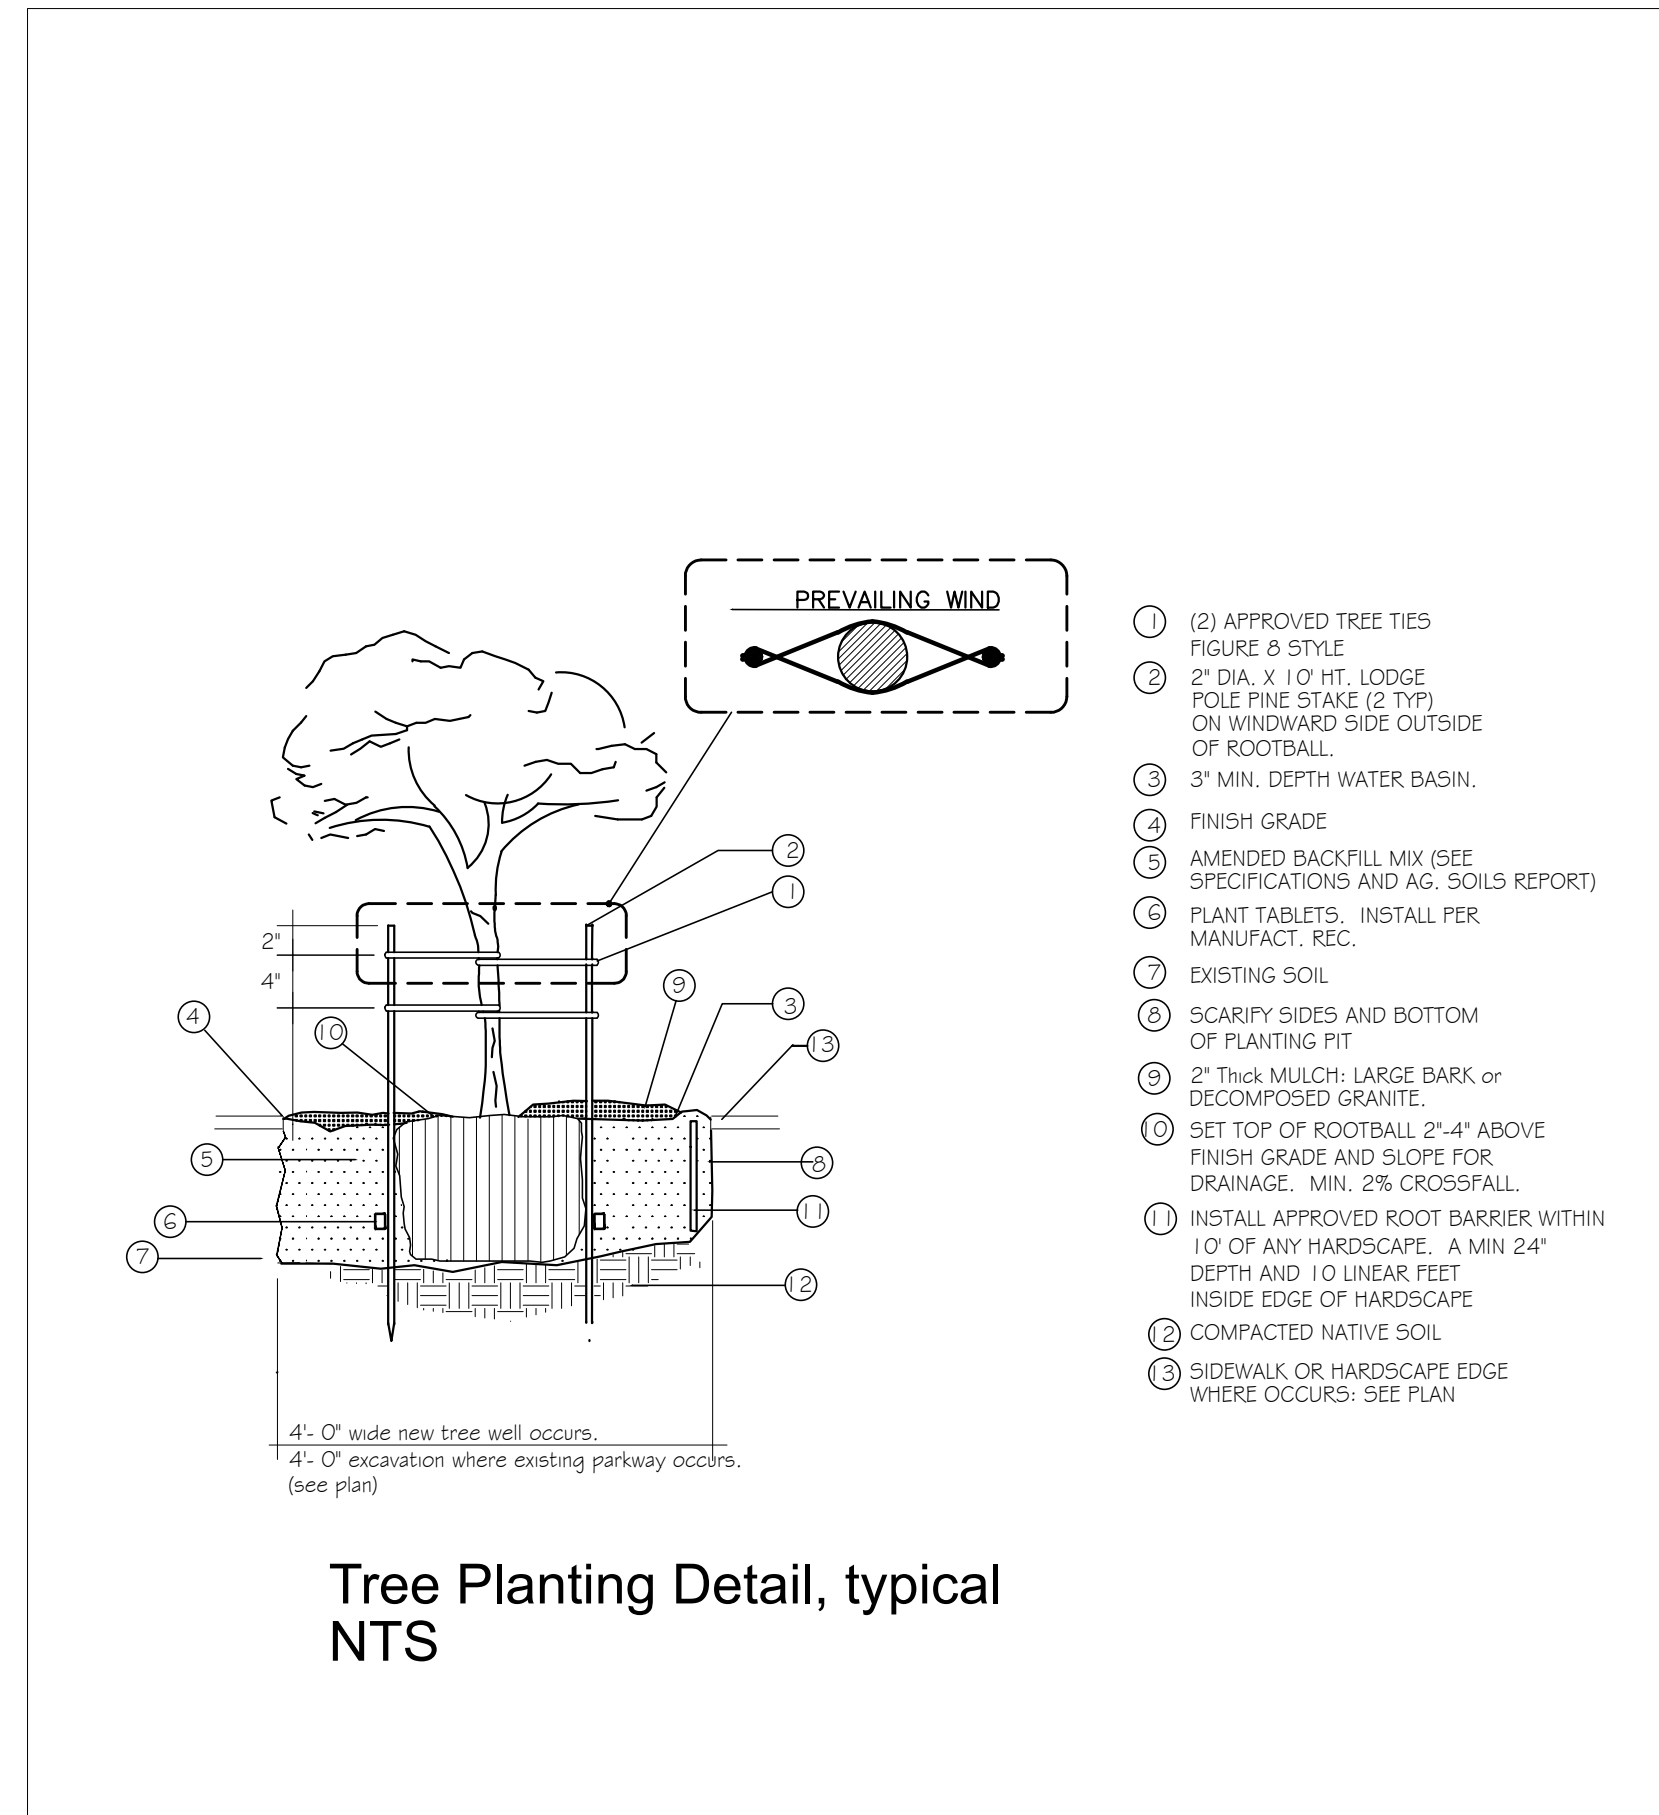 PREVAILING WIND
2
1
2"
4"
9
3
4
10
13
5
8
6
11
7
12
4'- 0" wide new tree well occurs.
4'- 0" excavation where existing parkway occurs.
(see plan)
1 (2) APPROVED TREE TIES
FIGURE 8 STYLE
2 2" DIA. X 10' HT. LODGE
POLE PINE STAKE (2 TYP)
ON WINDWARD SIDE OUTSIDE
OF ROOTBALL.
3 3" MIN. DEPTH WATER BASIN.
4 FINISH GRADE
5 AMENDED BACKFILL MIX (SEE
SPECIFICATIONS AND AG. SOILS REPORT)
6 PLANT TABLETS. INSTALL PER
MANUFACT. REC.
7 EXISTING SOIL
8 SCARIFY SIDES AND BOTTOM
OF PLANTING PIT
9 2" Thick MULCH: LARGE BARK or
DECOMPOSED GRANITE.
10 SET TOP OF ROOTBALL 2"-4" ABOVE
FINISH GRADE AND SLOPE FOR
DRAINAGE. MIN. 2% CROSSFALL.
11 INSTALL APPROVED ROOT BARRIER WITHIN
10' OF ANY HARDSCAPE. A MIN 24"
DEPTH AND 10 LINEAR FEET
INSIDE EDGE OF HARDSCAPE
12 COMPACTED NATIVE SOIL
13 SIDEWALK OR HARDSCAPE EDGE
WHERE OCCURS: SEE PLAN
Tree Planting Detail, typical
NTS